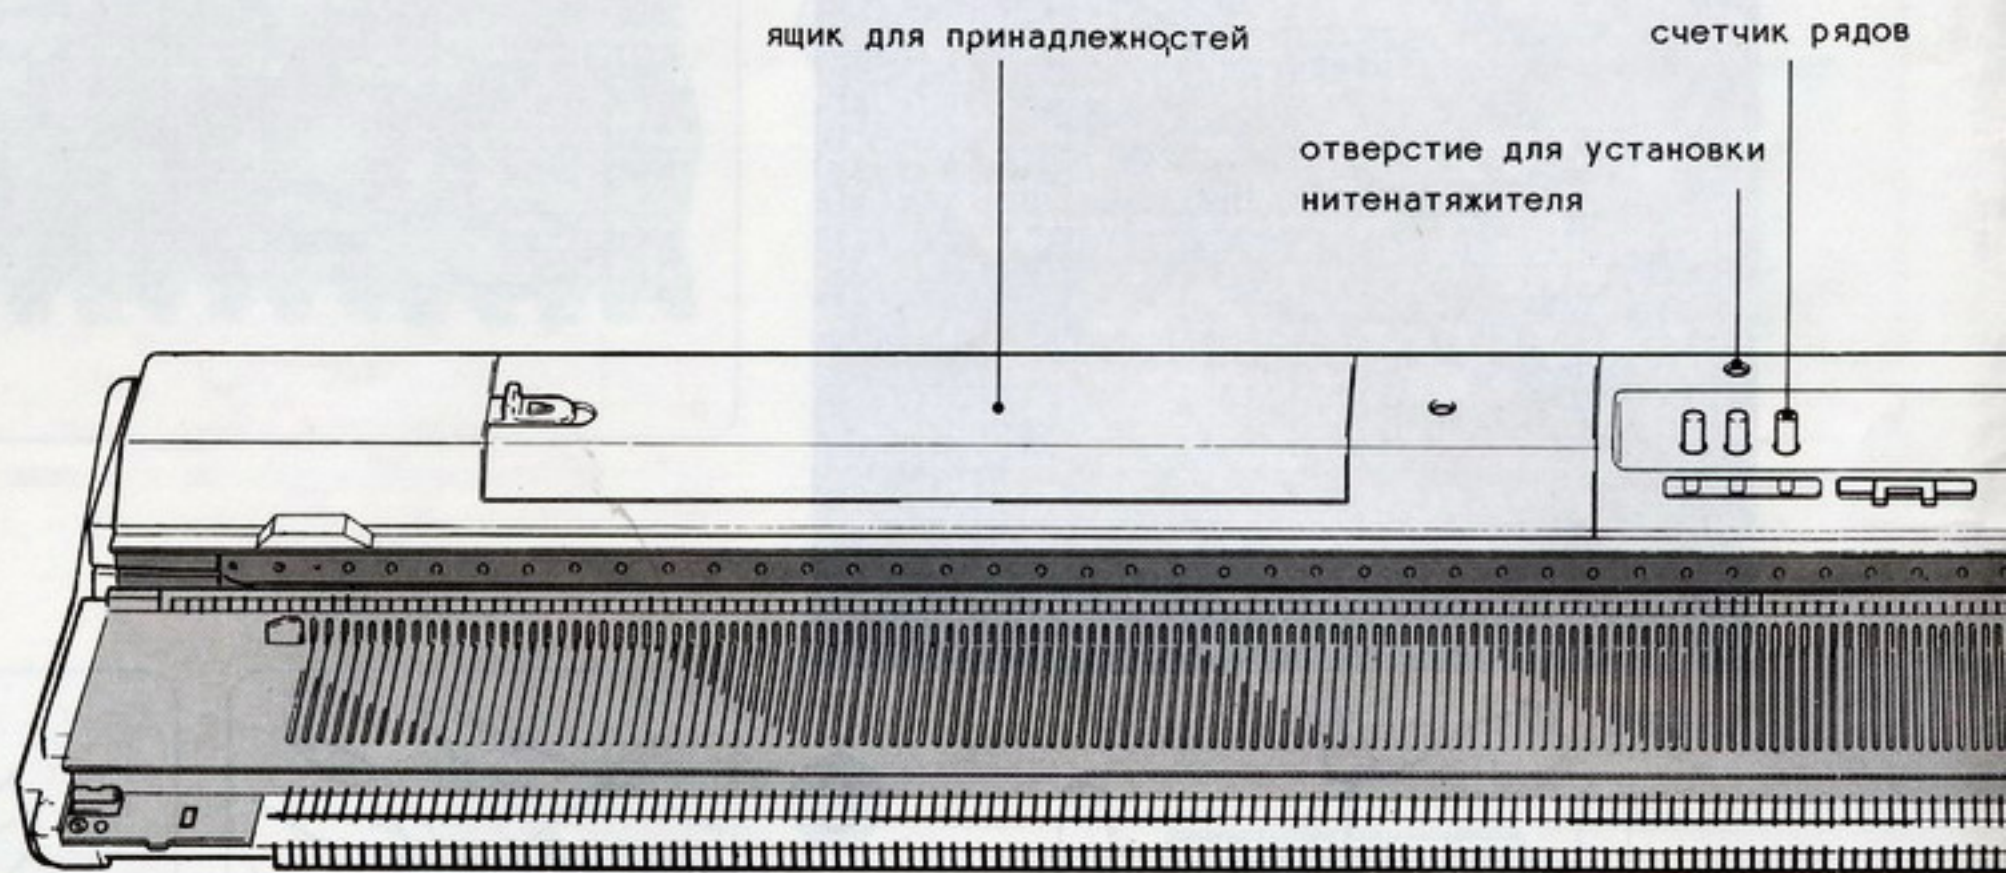 ящик для принадлежностей
счетчик рядов
отверстие для установки
нитенатяжителя